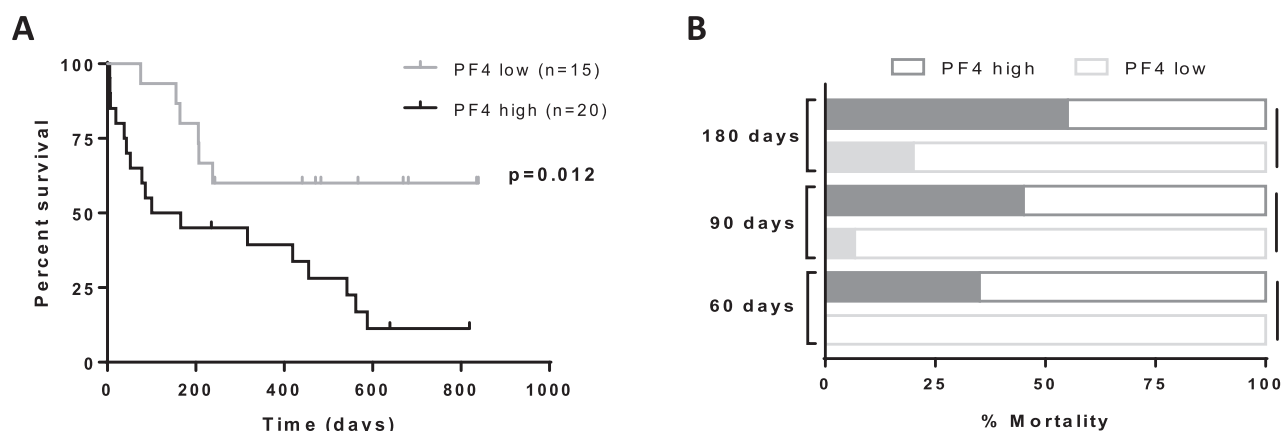 A
100
75
50
25
0
Percent survival
0 200 400 600 800 1000
Time (days)
PF4 low (n=15)
PF4 high (n=20)
p=0.012
B
PF4 high PF4 low
180 days
90 days
60 days
0 25 50 75 100
% Mortality